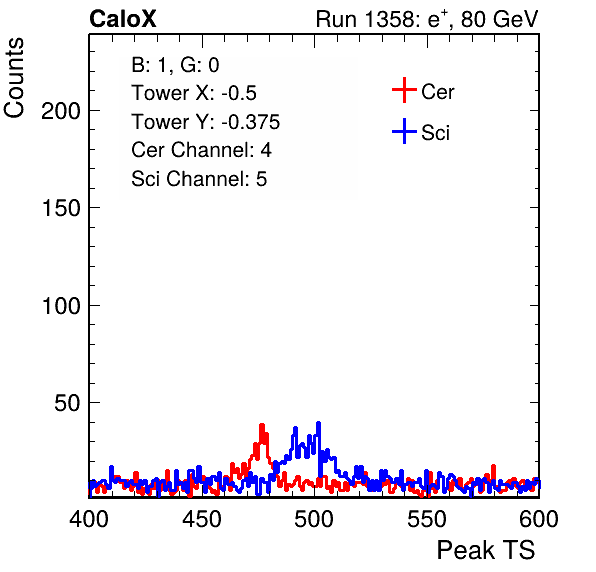 CaloX Run 1358: e⁺, 80 GeV
Counts
B: 1, G: 0
Tower X: -0.5
Tower Y: -0.375
Cer Channel: 4
Sci Channel: 5
Cer
Sci
200
150
100
50
400 450 500 550 600
Peak TS